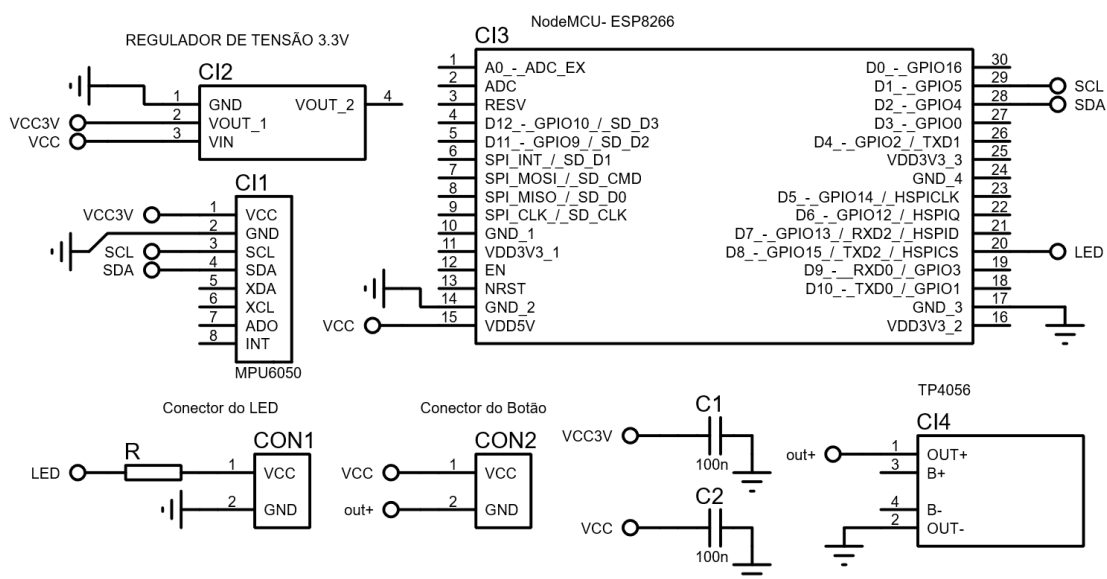 NodeMCU- ESP8266
REGULADOR DE TENSÃO 3.3V
CI2
1 GND
VCC3V 2 VOUT_1
VCC 3 VIN
VOUT_2 4
CI1
VCC3V 1 VCC
2 GND
SCL 3 SCL
SDA 4 SDA
5 XDA
6 XCL
7 ADO
8 INT
MPU6050
CI3
1 A0_-_ADC_EX
2 ADC
3 RESV
4 D12_-_GPIO10_/_SD_D3
5 D11_-_GPIO9_/_SD_D2
6 SPI_INT_/_SD_D1
7 SPI_MOSI_/_SD_CMD
8 SPI_MISO_/_SD_D0
9 SPI_CLK_/_SD_CLK
10 GND_1
11 VDD3V3_1
12 EN
13 NRST
14 GND_2
VCC 15 VDD5V
D0_-_GPIO16 30
D1_-_GPIO5 29 SCL
D2_-_GPIO4 28 SDA
D3_-_GPIO0 27
D4_-_GPIO2_/_TXD1 26
VDD3V3_3 25
GND_4 24
D5_-_GPIO14_/_HSPICLK 23
D6_-_GPIO12_/_HSPIQ 22
D7_-_GPIO13_/_RXD2_/_HSPID 21
D8_-_GPIO15_/_TXD2_/_HSPICS 20 LED
D9_-__RXD0_/_GPIO3 19
D10_-_TXD0_/_GPIO1 18
GND_3 17
VDD3V3_2 16
Conector do LED
CON1
LED R 1 VCC
2 GND
Conector do Botão
CON2
VCC 1 VCC
out+ 2 GND
C1
VCC3V
100n
C2
VCC
100n
TP4056
CI4
out+ 1 OUT+
3 B+
4 B-
2 OUT-